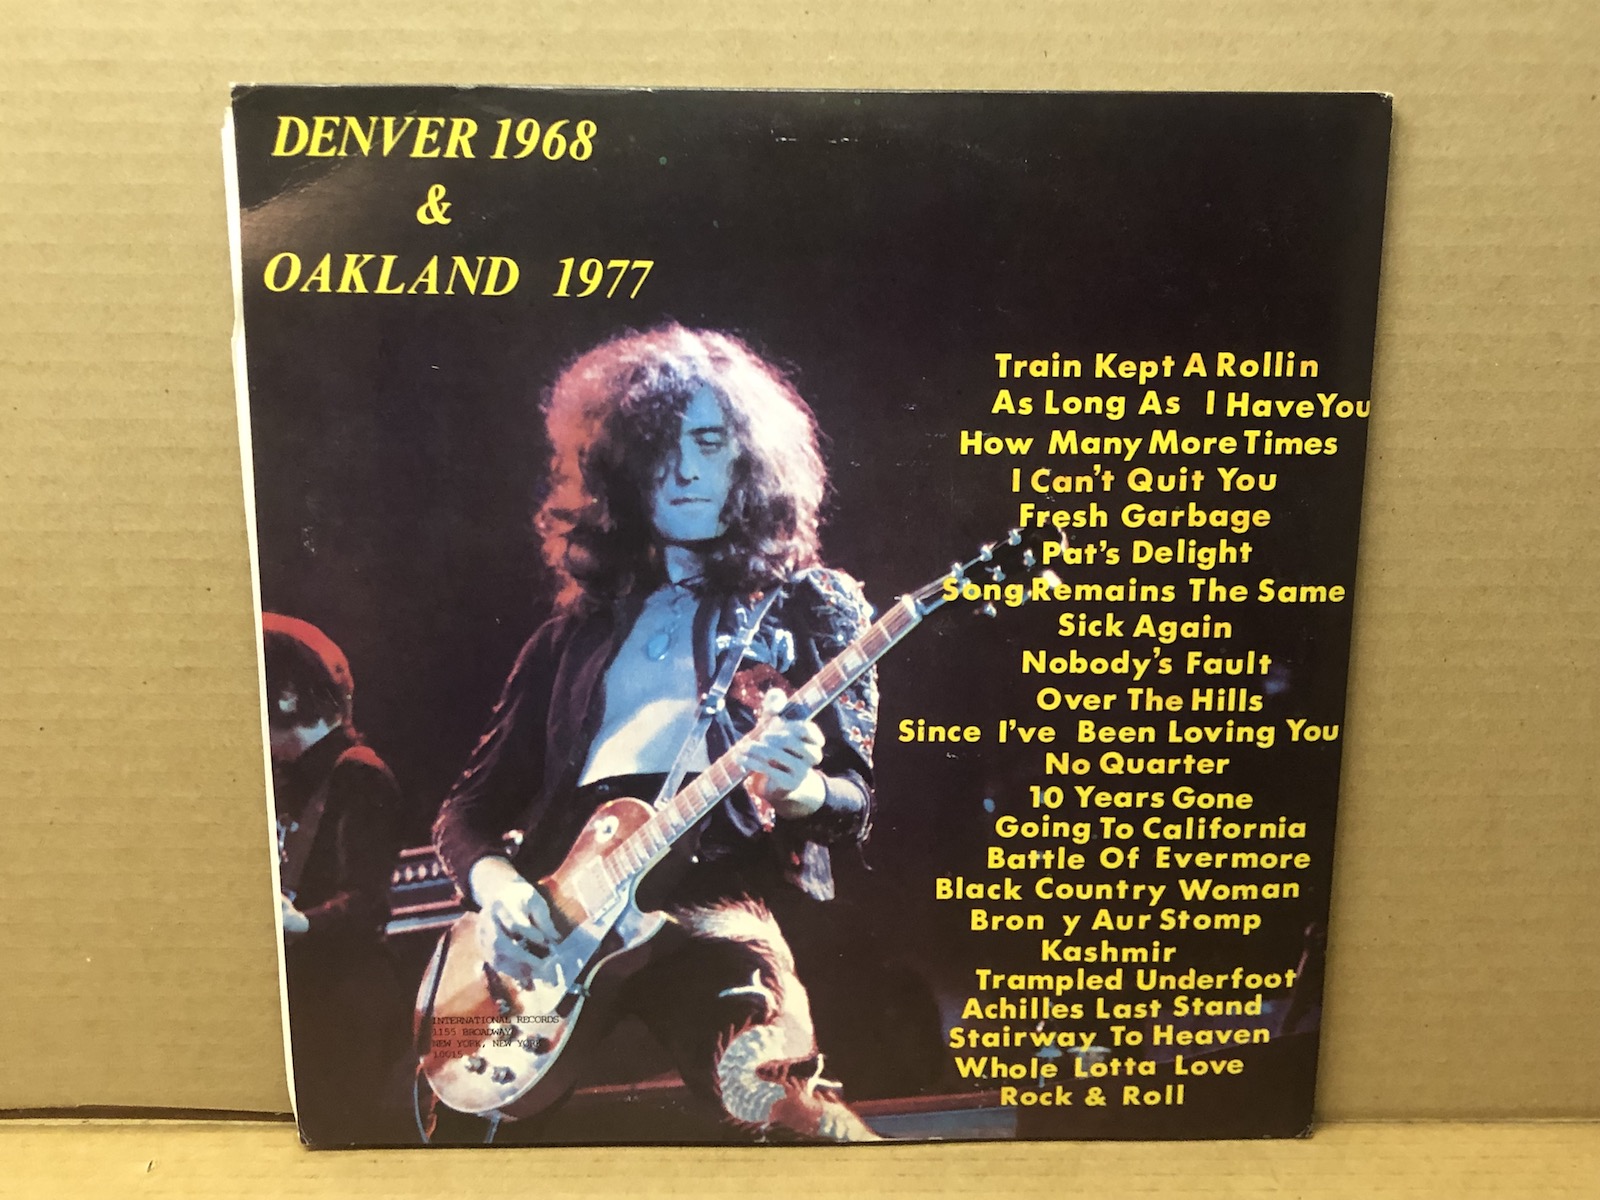 DENVER 1968
&
OAKLAND 1977
Train Kept A Rollin
As Long As I Have You
How Many More Times
I Can't Quit You
Fresh Garbage
Pat's Delight
Song Remains The Same
Sick Again
Nobody's Fault
Over The Hills
Since I've Been Loving You
No Quarter
10 Years Gone
Going To California
Battle Of Evermore
Black Country Woman
Bron y Aur Stomp
Kashmir
Trampled Underfoot
Achilles Last Stand
Stairway To Heaven
Whole Lotta Love
Rock & Roll
INTERNATIONAL RECORDS
1155 BROADWAY
NEW YORK, NEW YORK
10015